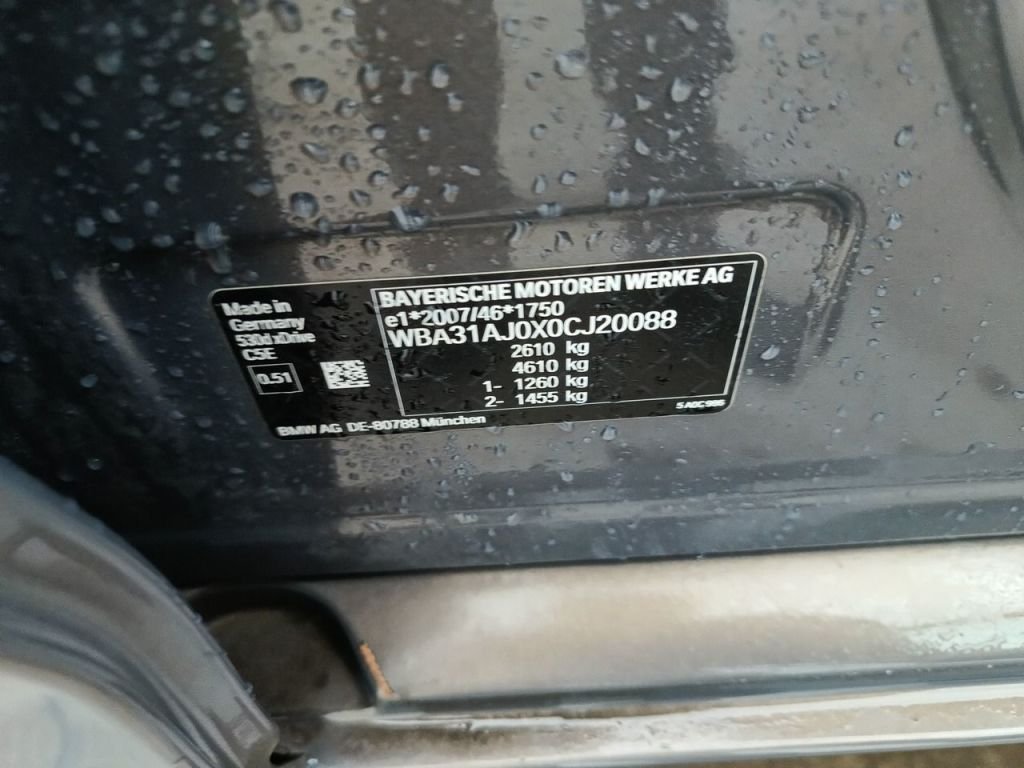 Made in
Germany
530d xDrive
C5E
0.51
BAYERISCHE MOTOREN WERKE AG
e1*2007/46*1750
WBA31AJ0X0CJ20088
2610 kg
4610 kg
1- 1260 kg
2- 1455 kg
BMW AG DE-80788 München